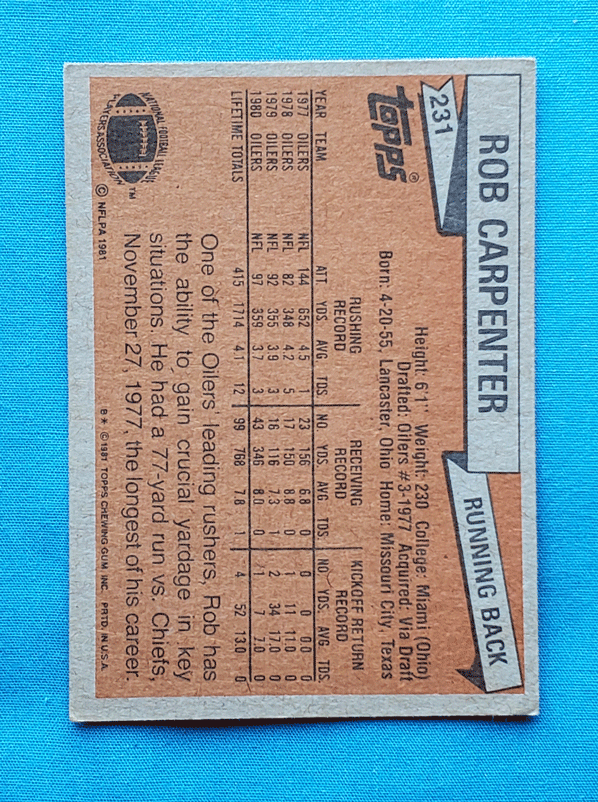 231
ROB CARPENTER
RUNNING BACK
topps®
Height: 6'1" Weight: 230 College: Miami (Ohio)
Drafted: Oilers #3-1977 Acquired: Via Draft
Born: 4-20-55, Lancaster, Ohio Home: Missouri City, Texas
RUSHING RECORD RECEIVING RECORD KICKOFF RETURN RECORD
YEAR TEAM ATT. YDS. AVG. TDS. NO. YDS. AVG. TDS. NO. YDS. AVG. TDS.
1977 OILERS NFL 144 652 4.5 1 23 156 6.8 0 0 0 0.0 0
1978 OILERS NFL 82 348 4.2 5 17 150 8.8 0 1 11 11.0 0
1979 OILERS NFL 92 355 3.9 3 16 116 7.3 1 2 34 17.0 0
1980 OILERS NFL 97 359 3.7 3 43 346 8.0 0 1 7 7.0 0
LIFETIME TOTALS 415 1714 4.1 12 99 768 7.8 1 4 52 13.0 0
One of the Oilers' leading rushers, Rob has
the ability to gain crucial yardage in key
situations. He had a 77-yard run vs. Chiefs,
November 27, 1977, the longest of his career.
NATIONAL FOOTBALL LEAGUE
PLAYERS ASSOCIATION
™
© NFLPA 1981
B* © 1981 TOPPS CHEWING GUM, INC. PRTD. IN U.S.A.